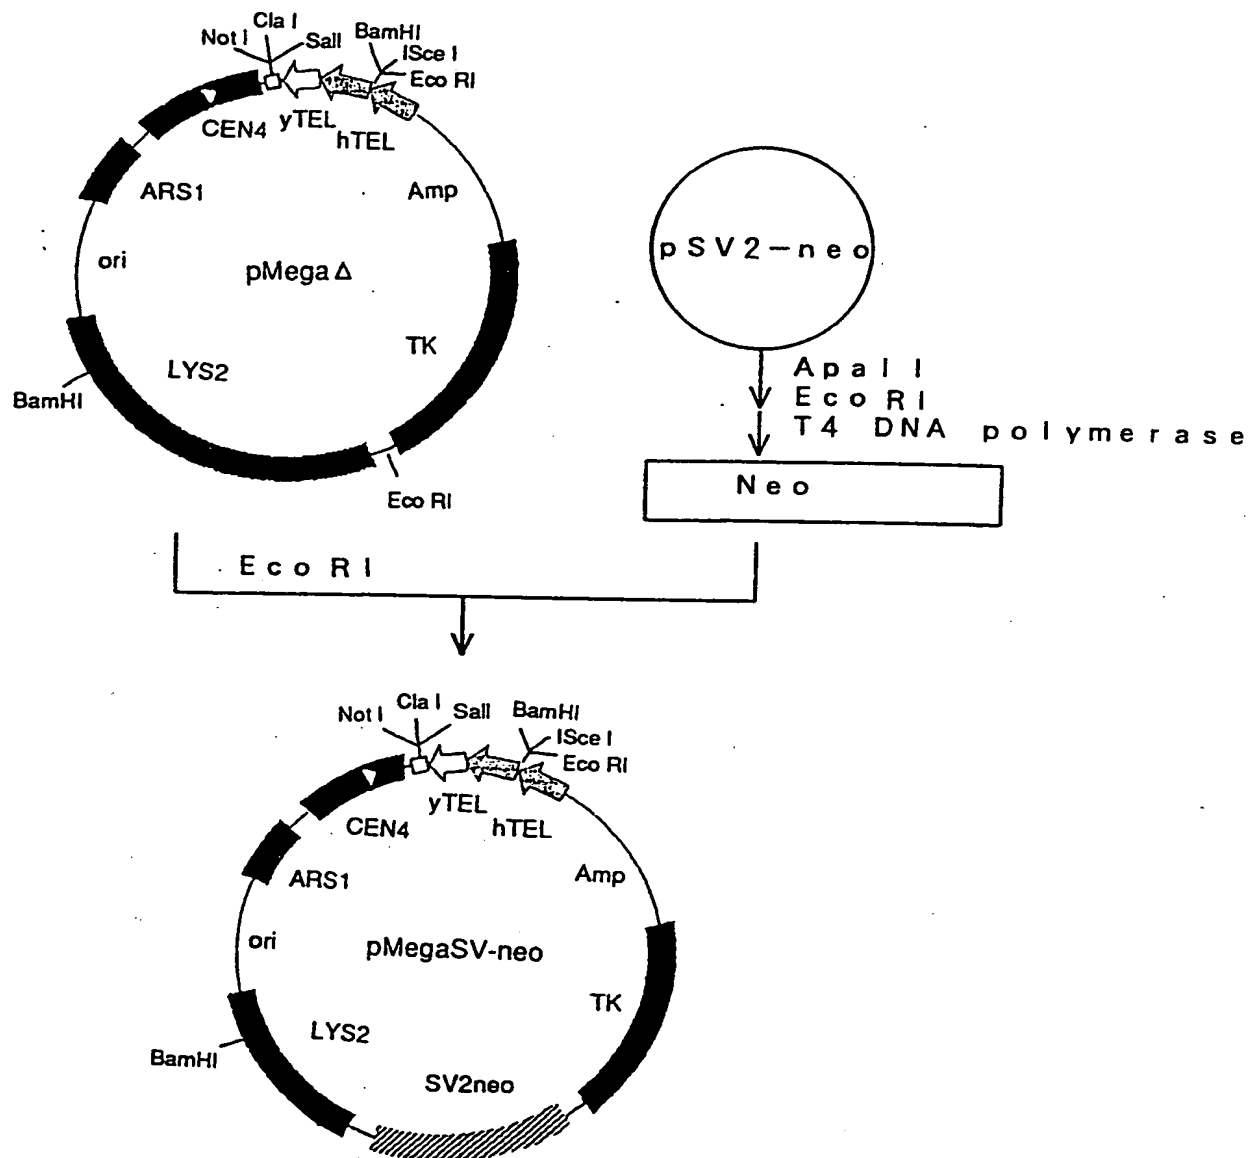 Cla I
Not I
SalI
BamHI
ISce I
Eco RI
CEN4
yTEL
hTEL
ARS1
Amp
ori
pMega Δ
TK
LYS2
BamHI
Eco RI
pSV2-neo
ApaI I
Eco RI
T4 DNA polymerase
Neo
Eco RI
Cla I
Not I
SalI
BamHI
ISce I
Eco RI
yTEL
CEN4
hTEL
ARS1
Amp
ori
pMegaSV-neo
TK
LYS2
BamHI
SV2neo